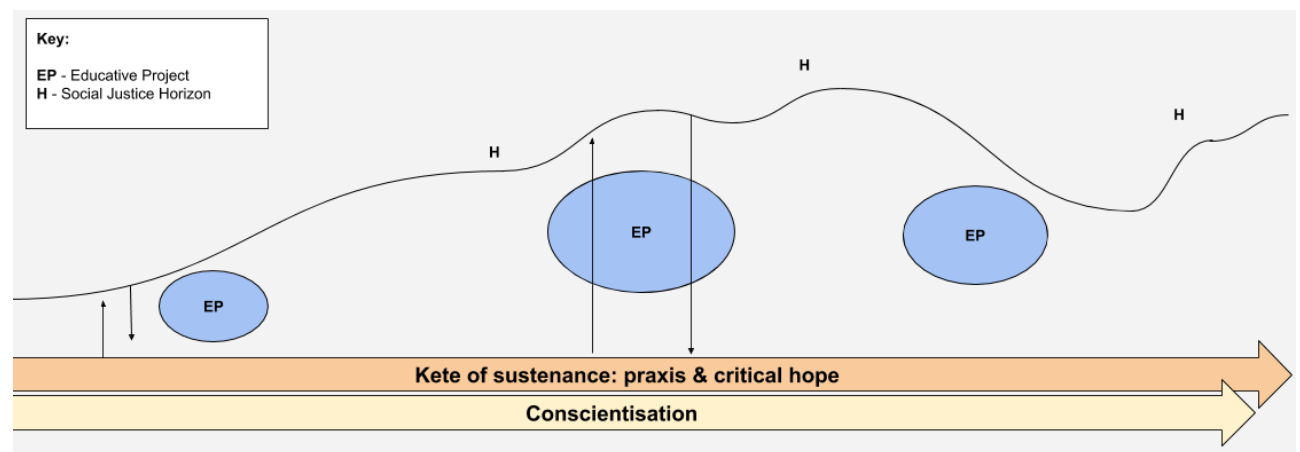 Key:
EP - Educative Project
H - Social Justice Horizon
H
H
H
EP
EP
EP
Kete of sustenance: praxis & critical hope
Conscientisation